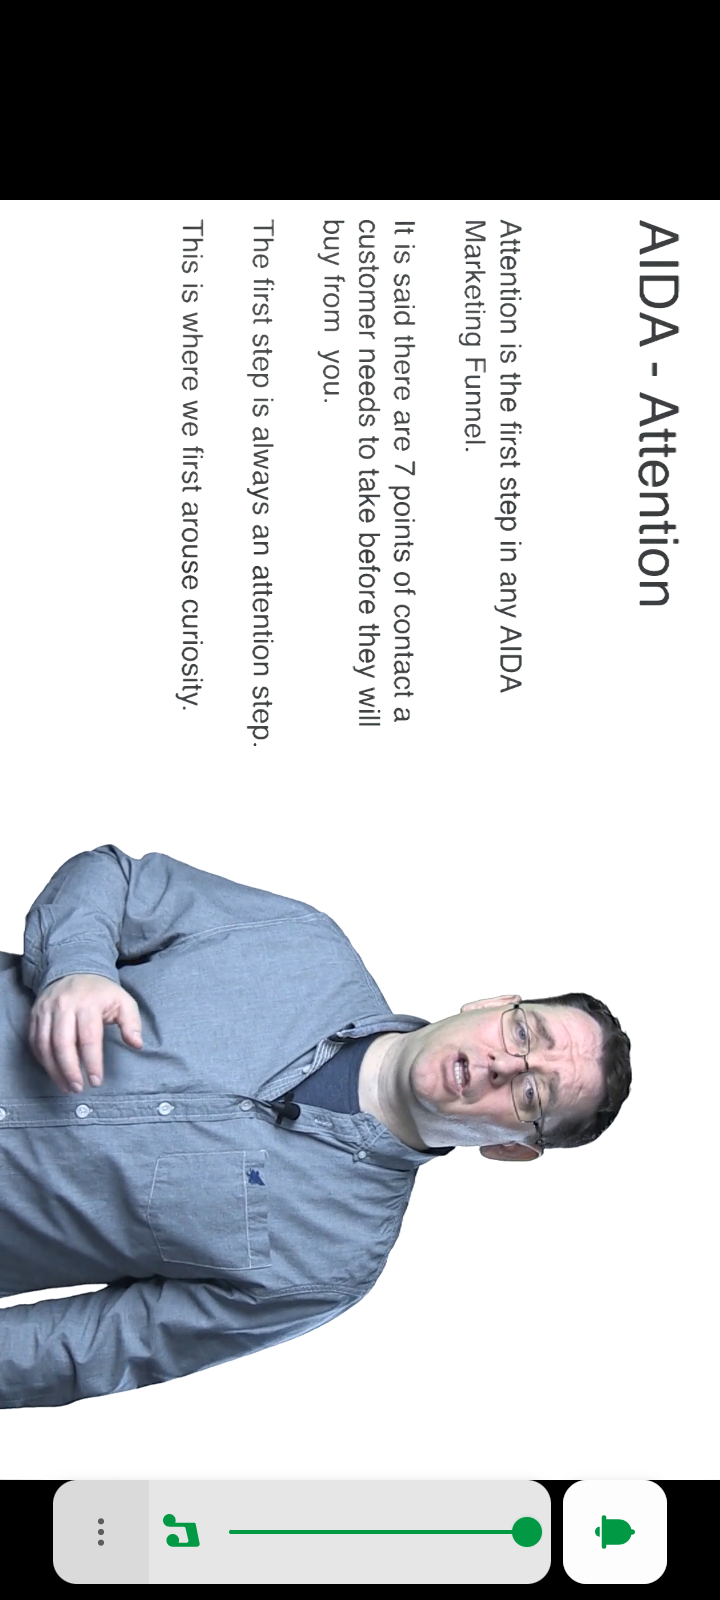 AIDA - Attention
Attention is the first step in any AIDA
Marketing Funnel.
It is said there are 7 points of contact a
customer needs to take before they will
buy from  you.
The first step is always an attention step.
This is where we first arouse curiosity.